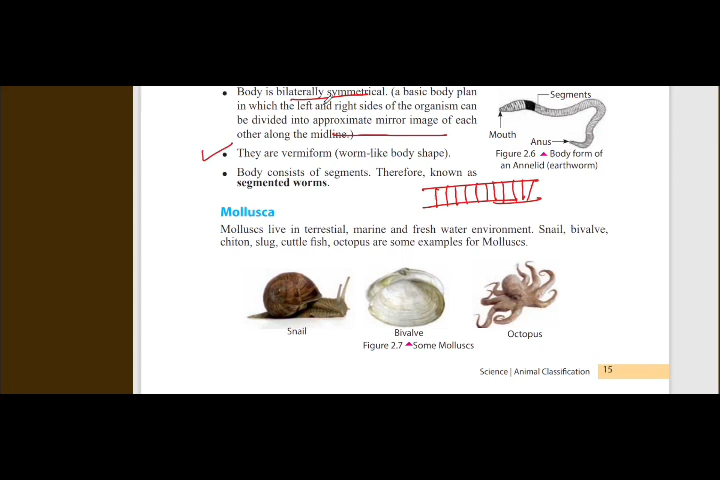 • Body is bilaterally symmetrical. (a basic body plan
in which the left and right sides of the organism can
be divided into approximate mirror image of each
other along the midline.)
• They are vermiform (worm-like body shape).
• Body consists of segments. Therefore, known as
segmented worms.
Segments
Mouth
Anus
Figure 2.6 ▲ Body form of
an Annelid (earthworm)
Mollusca
Molluscs live in terrestial, marine and fresh water environment. Snail, bivalve,
chiton, slug, cuttle fish, octopus are some examples for Molluscs.
Snail
Bivalve
Octopus
Figure 2.7 ▲ Some Molluscs
Science | Animal Classification
15